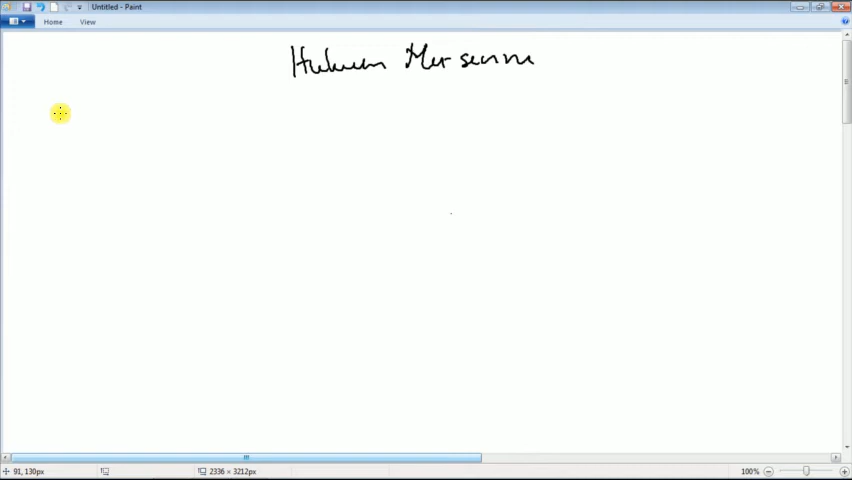 Untitled - Paint
Home View
Hukum Mersenne
91, 130px 2336 × 3212px 100%